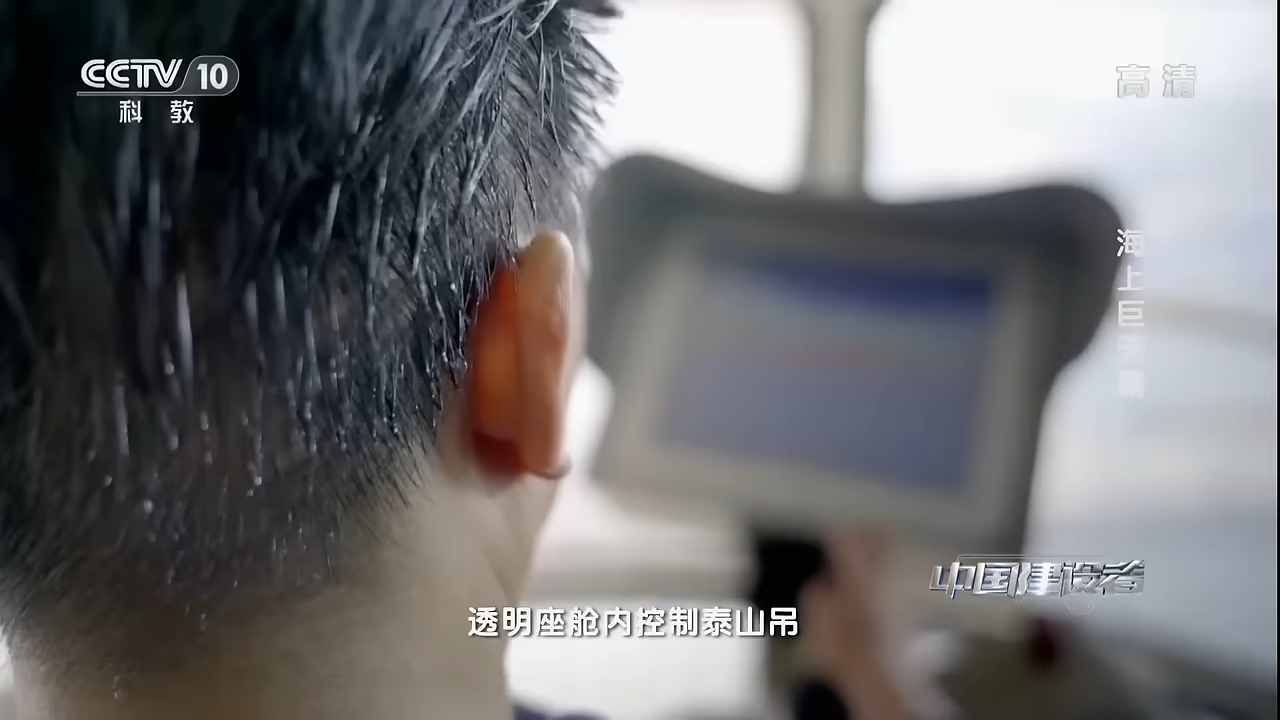 CCTV 10
科教
高清
海上巨
中国建设者
透明座舱内控制泰山吊